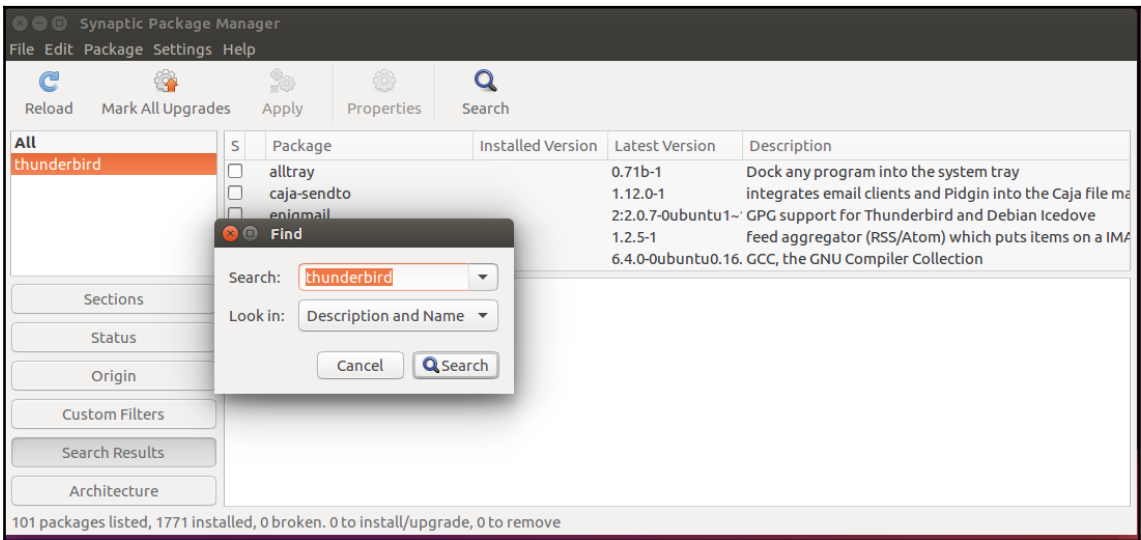 Synaptic Package Manager
File Edit Package Settings Help
Reload Mark All Upgrades Apply Properties Search
All
thunderbird
S Package Installed Version Latest Version Description
alltray 0.71b-1 Dock any program into the system tray
caja-sendto 1.12.0-1 integrates email clients and Pidgin into the Caja file ma
enigmail 2:2.0.7-0ubuntu1~ GPG support for Thunderbird and Debian Icedove
1.2.5-1 feed aggregator (RSS/Atom) which puts items on a IMA
6.4.0-0ubuntu0.16. GCC, the GNU Compiler Collection
Find
Search: thunderbird
Look in: Description and Name
Cancel Search
Sections
Status
Origin
Custom Filters
Search Results
Architecture
101 packages listed, 1771 installed, 0 broken. 0 to install/upgrade, 0 to remove